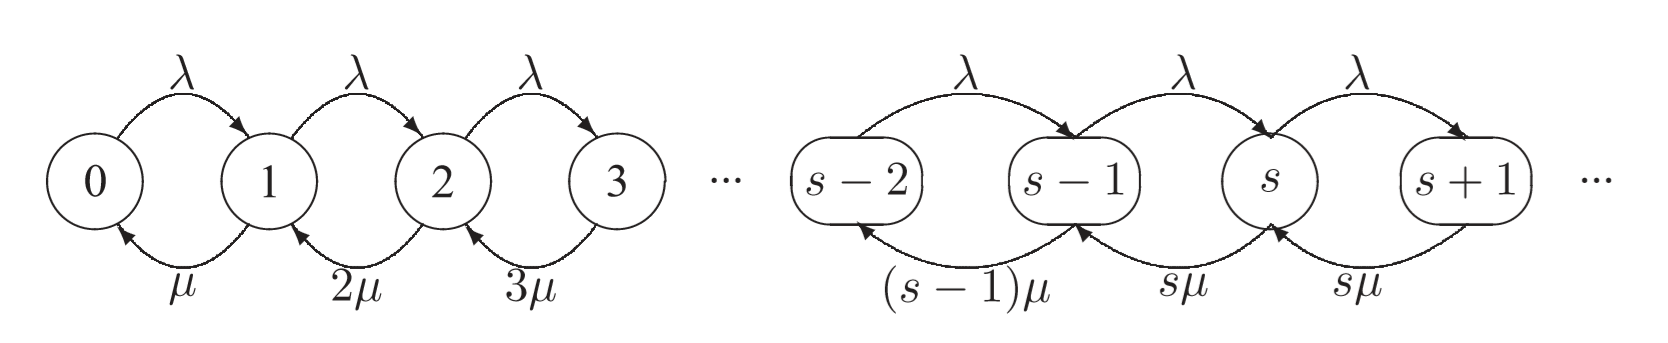 λ λ λ λ λ λ
0 1 2 3 ... s − 2 s − 1 s s + 1 ...
μ 2μ 3μ (s − 1)μ sμ sμ